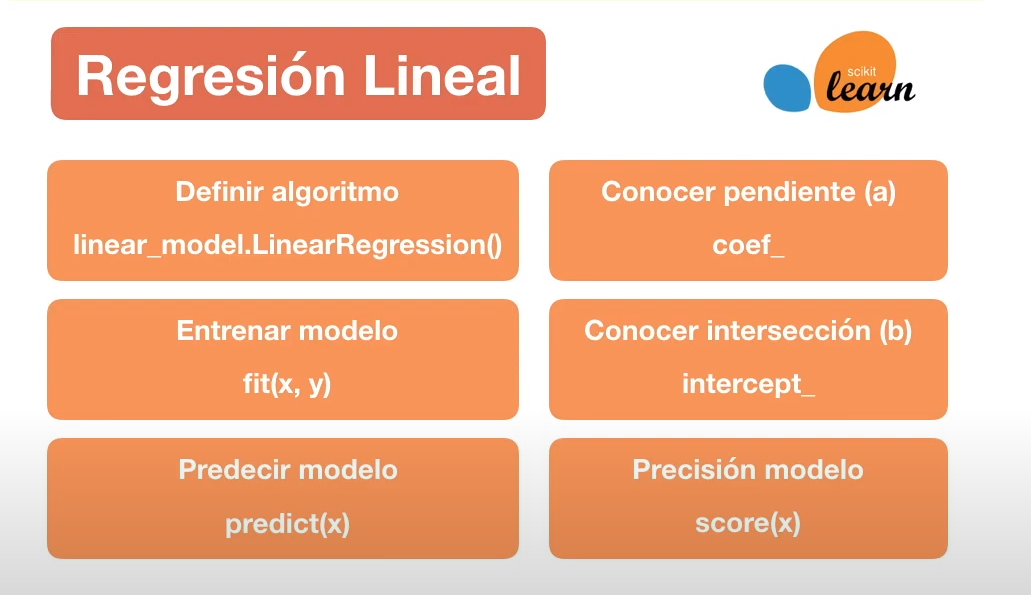 Regresión Lineal
scikit
learn
Definir algoritmo
linear_model.LinearRegression()
Conocer pendiente (a)
coef_
Entrenar modelo
fit(x, y)
Conocer intersección (b)
intercept_
Predecir modelo
predict(x)
Precisión modelo
score(x)